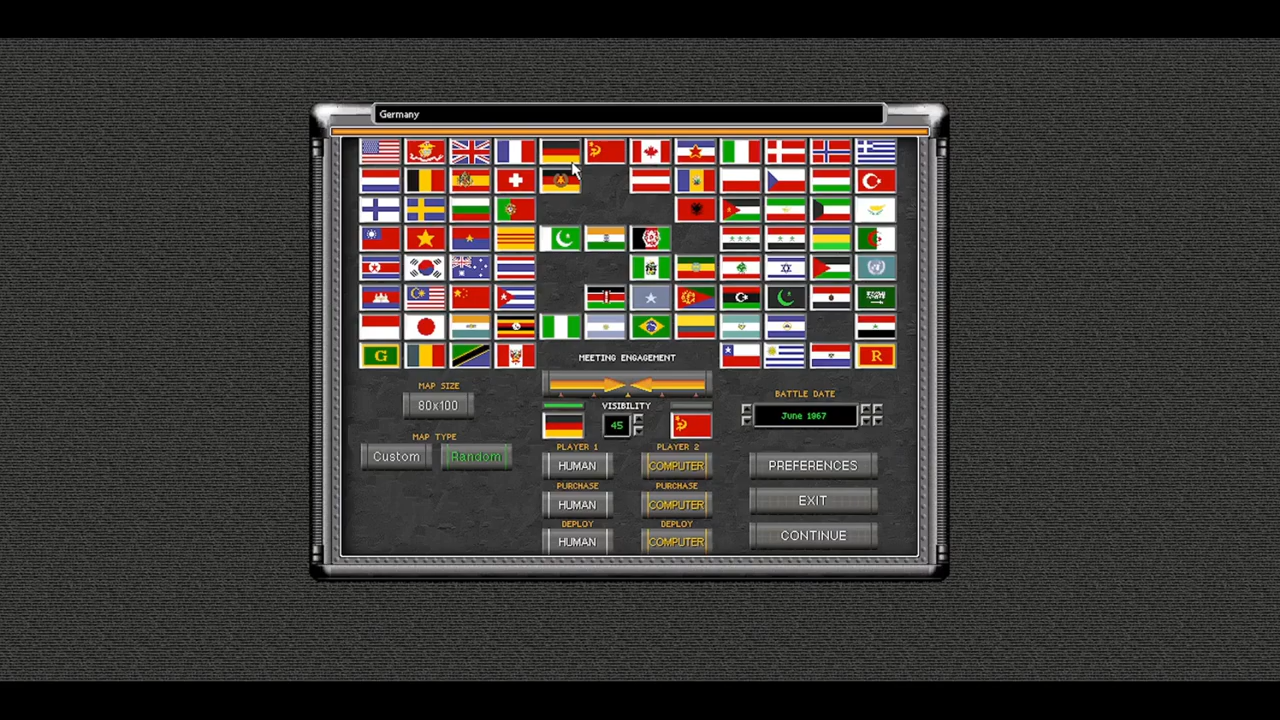 Germany
G
R
MEETING ENGAGEMENT
MAP SIZE
80x100
VISIBILITY
45
BATTLE DATE
June 1967
MAP TYPE
Custom
Random
PLAYER 1
PLAYER 2
HUMAN
COMPUTER
PREFERENCES
PURCHASE
PURCHASE
HUMAN
COMPUTER
EXIT
DEPLOY
DEPLOY
HUMAN
COMPUTER
CONTINUE